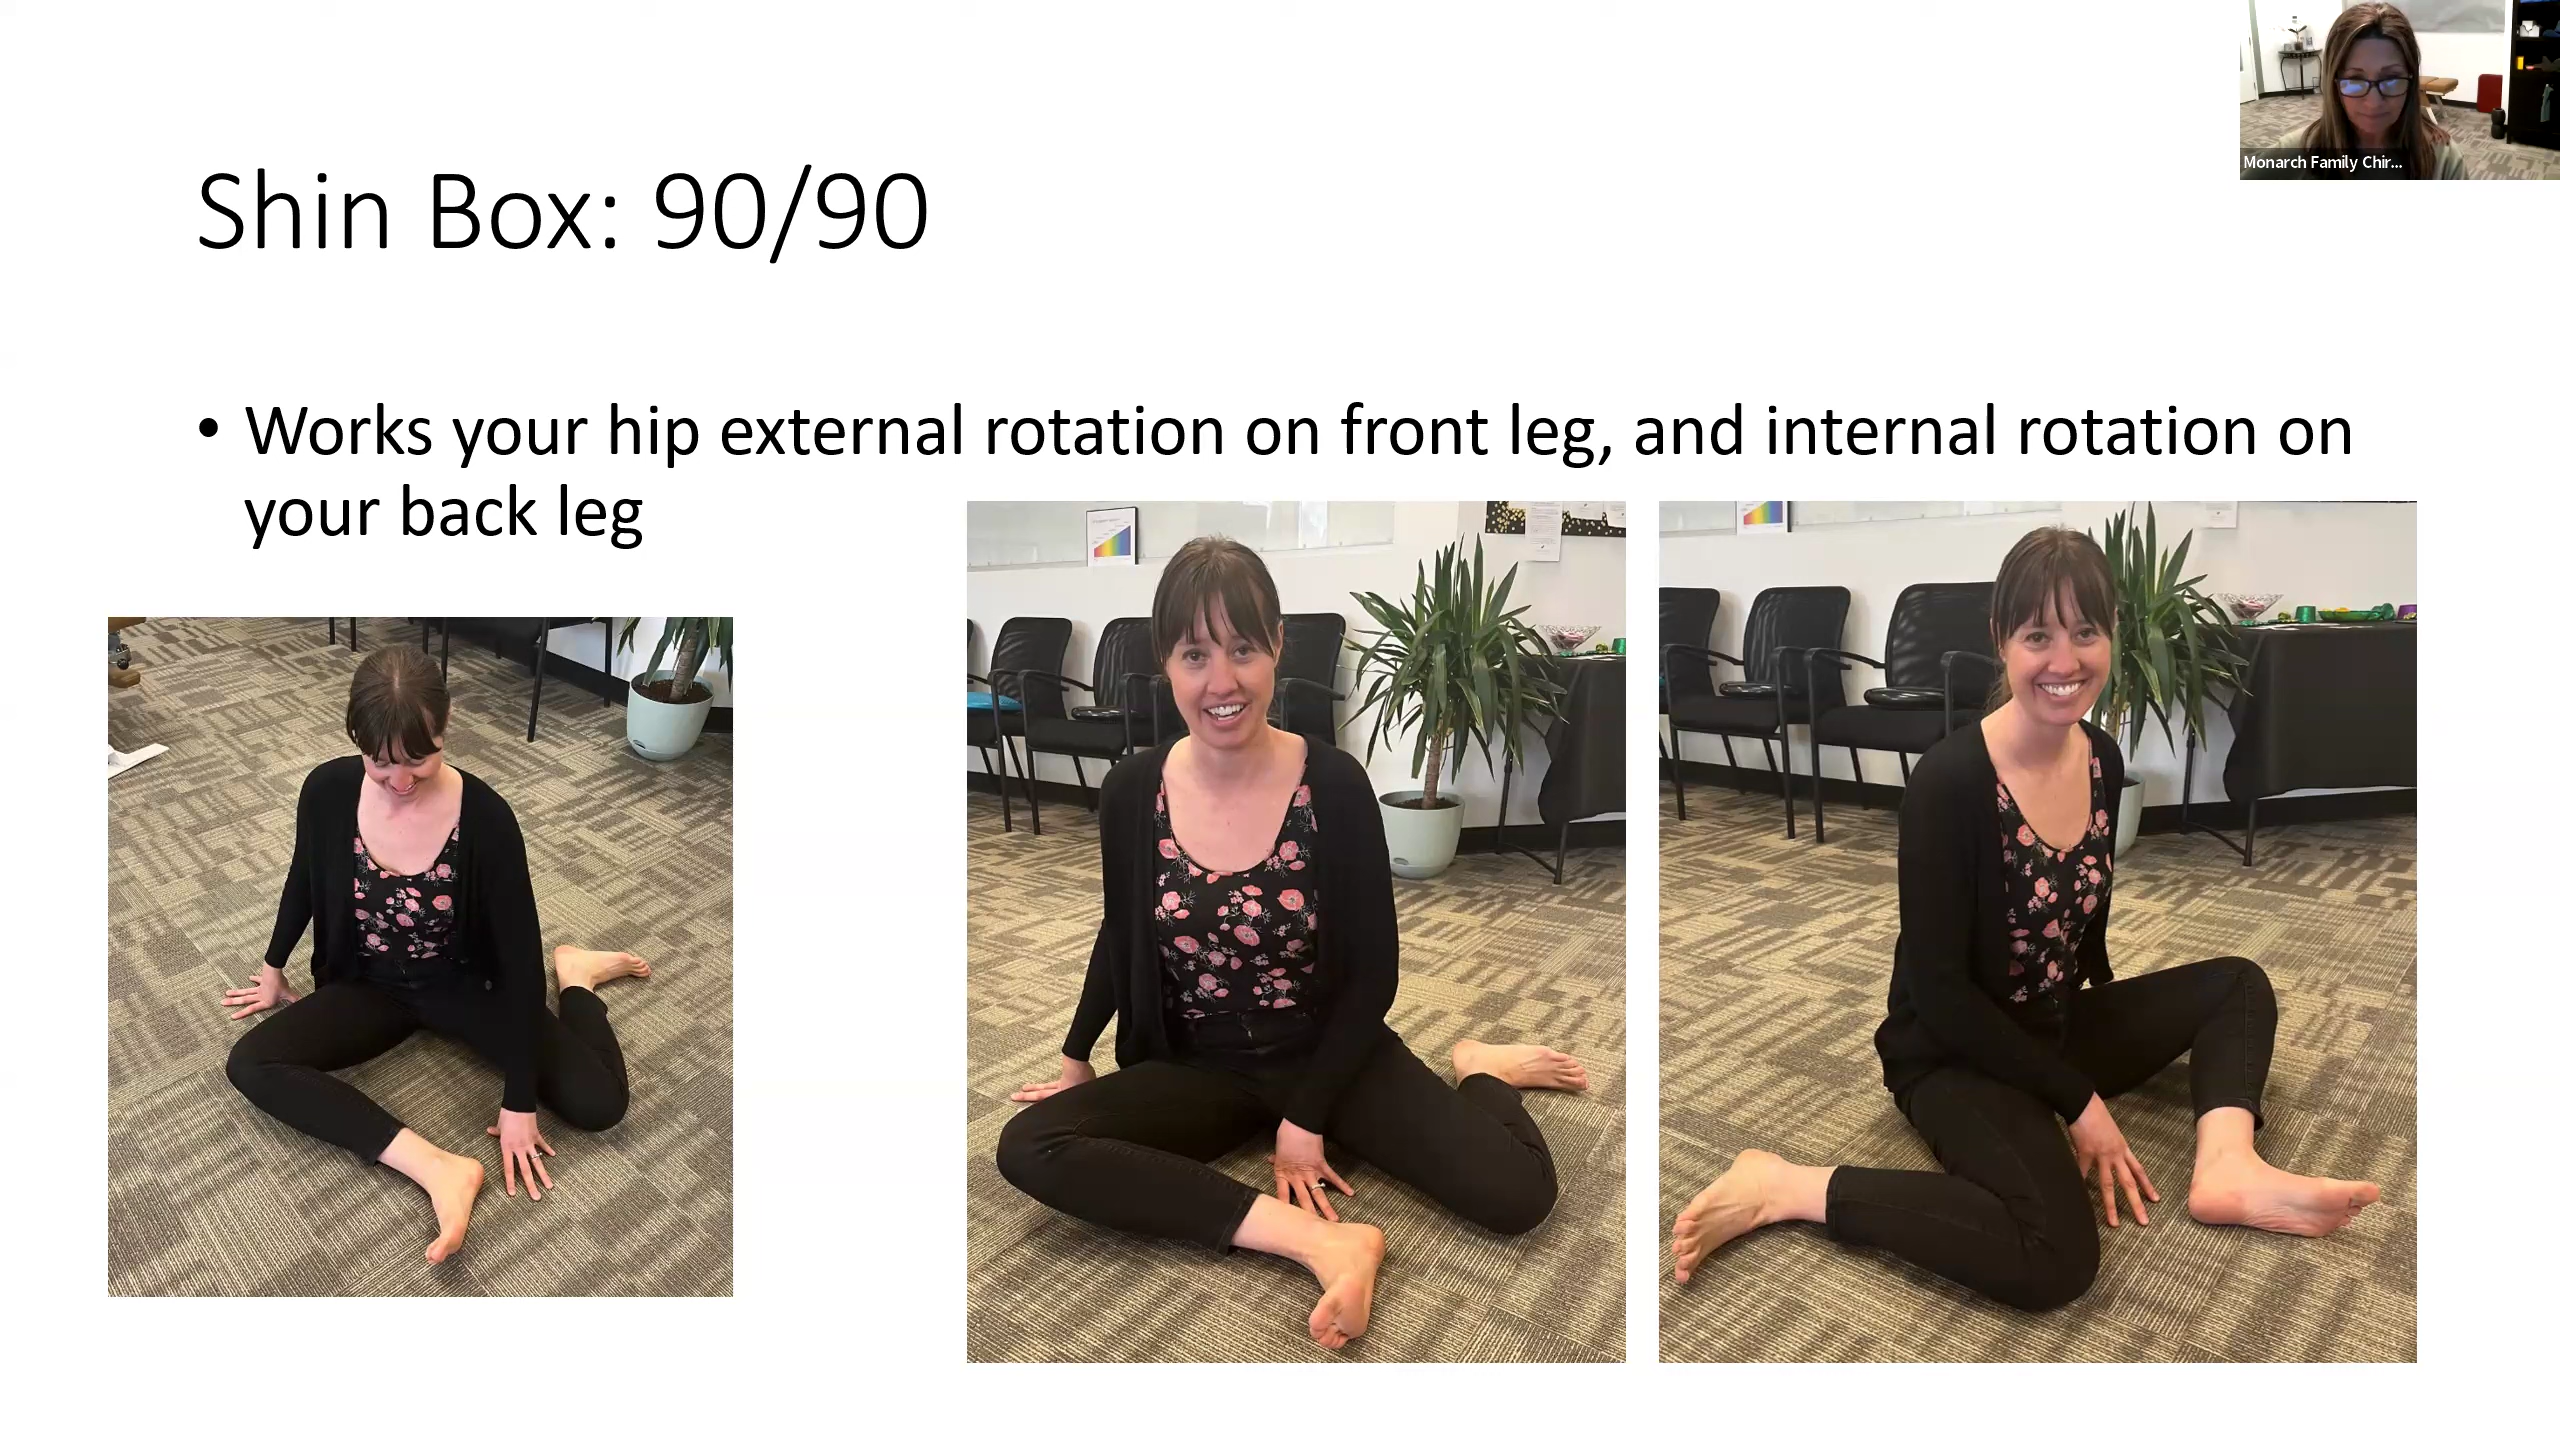 Monarch Family Chir...
Shin Box: 90/90
• Works your hip external rotation on front leg, and internal rotation on
your back leg